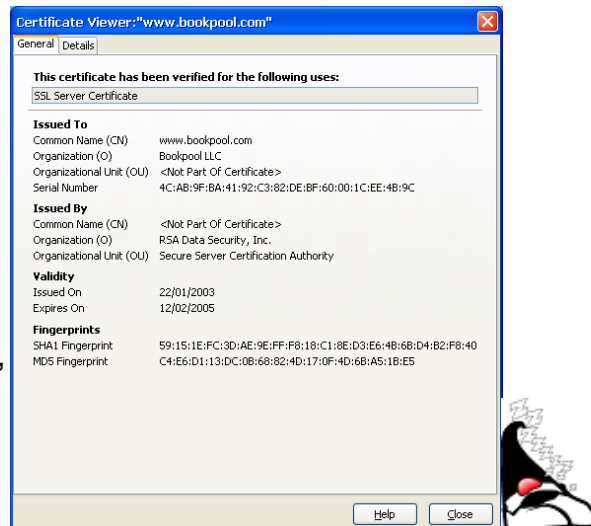 Certificate Viewer:"www.bookpool.com"
General Details
This certificate has been verified for the following uses:
SSL Server Certificate
Issued To
Common Name (CN) www.bookpool.com
Organization (O) Bookpool LLC
Organizational Unit (OU) <Not Part Of Certificate>
Serial Number 4C:AB:9F:BA:41:92:C3:82:DE:BF:60:00:1C:EE:4B:9C
Issued By
Common Name (CN) <Not Part Of Certificate>
Organization (O) RSA Data Security, Inc.
Organizational Unit (OU) Secure Server Certification Authority
Validity
Issued On 22/01/2003
Expires On 12/02/2005
Fingerprints
SHA1 Fingerprint 59:15:1E:FC:3D:AE:9E:FF:F8:18:C1:8E:D3:E6:4B:6B:D4:B2:F8:40
MD5 Fingerprint C4:E6:D1:13:DC:0B:68:82:4D:17:0F:4D:6B:A5:1B:E5
,
Help Close